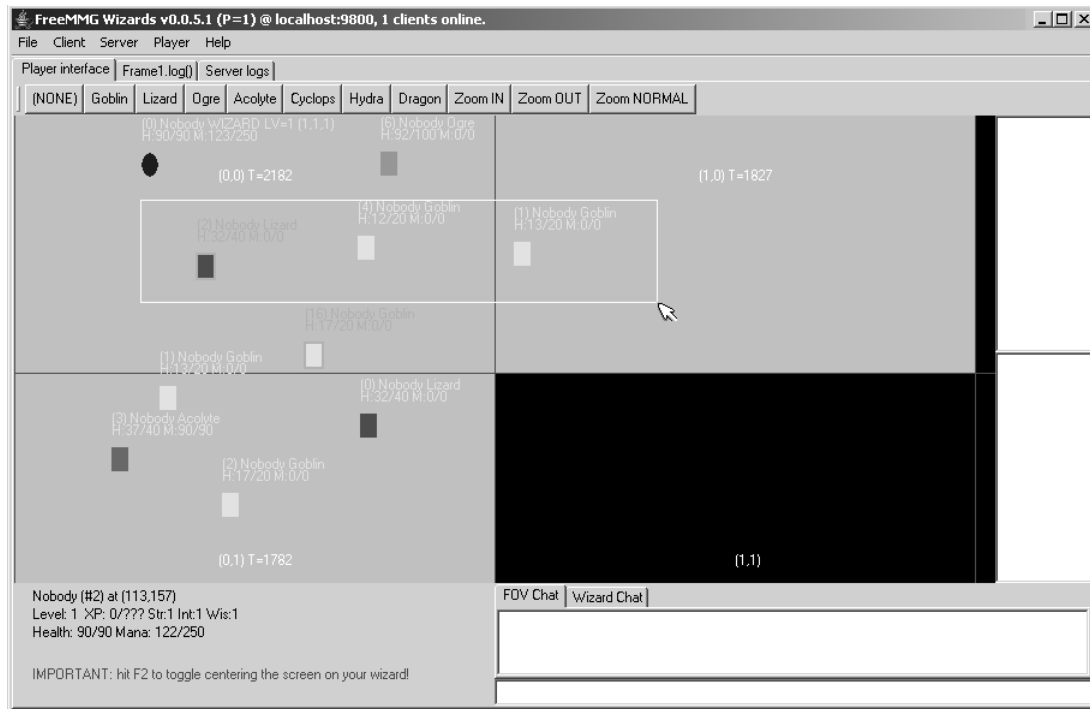 FreeMMG Wizards v0.0.5.1 (P=1) @ localhost:9800, 1 clients online.
File Client Server Player Help
Player interface Frame1.log() Server logs
(NONE) Goblin Lizard Ogre Acolyte Cyclops Hydra Dragon Zoom IN Zoom OUT Zoom NORMAL
(0) Nobody WIZARD LV=1 (1,1,1)
H:90/90 M:123/250
(6) Nobody Ogre
H:92/100 M:0/0
(0,0) T=2182
(1,0) T=1827
(2) Nobody Lizard
H:32/40 M:0/0
(4) Nobody Goblin
H:12/20 M:0/0
(1) Nobody Goblin
H:13/20 M:0/0
(16) Nobody Goblin
H:17/20 M:0/0
(1) Nobody Goblin
H:13/20 M:0/0
(0) Nobody Lizard
H:32/40 M:0/0
(3) Nobody Acolyte
H:37/40 M:90/90
(2) Nobody Goblin
H:17/20 M:0/0
(0,1) T=1782
(1,1)
Nobody (#2) at (113,157)
Level: 1 XP: 0/??? Str:1 Int:1 Wis:1
Health: 90/90 Mana: 122/250
IMPORTANT: hit F2 to toggle centering the screen on your wizard!
FOV Chat Wizard Chat